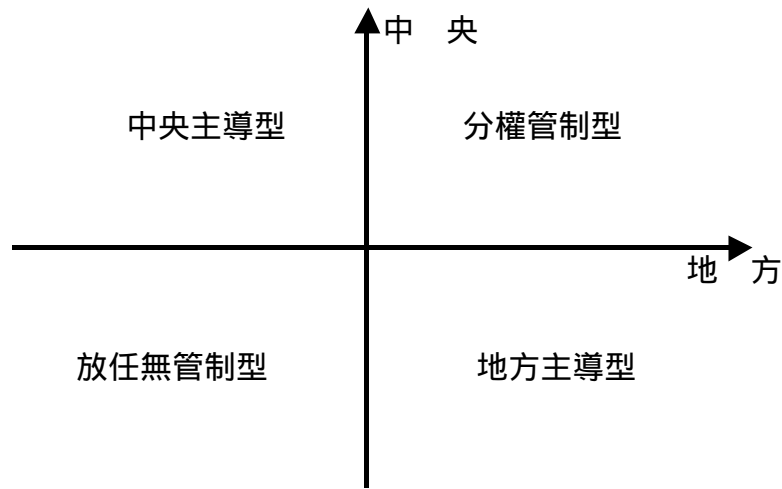 中　央
中央主導型
分權管制型
地　方
放任無管制型
地方主導型